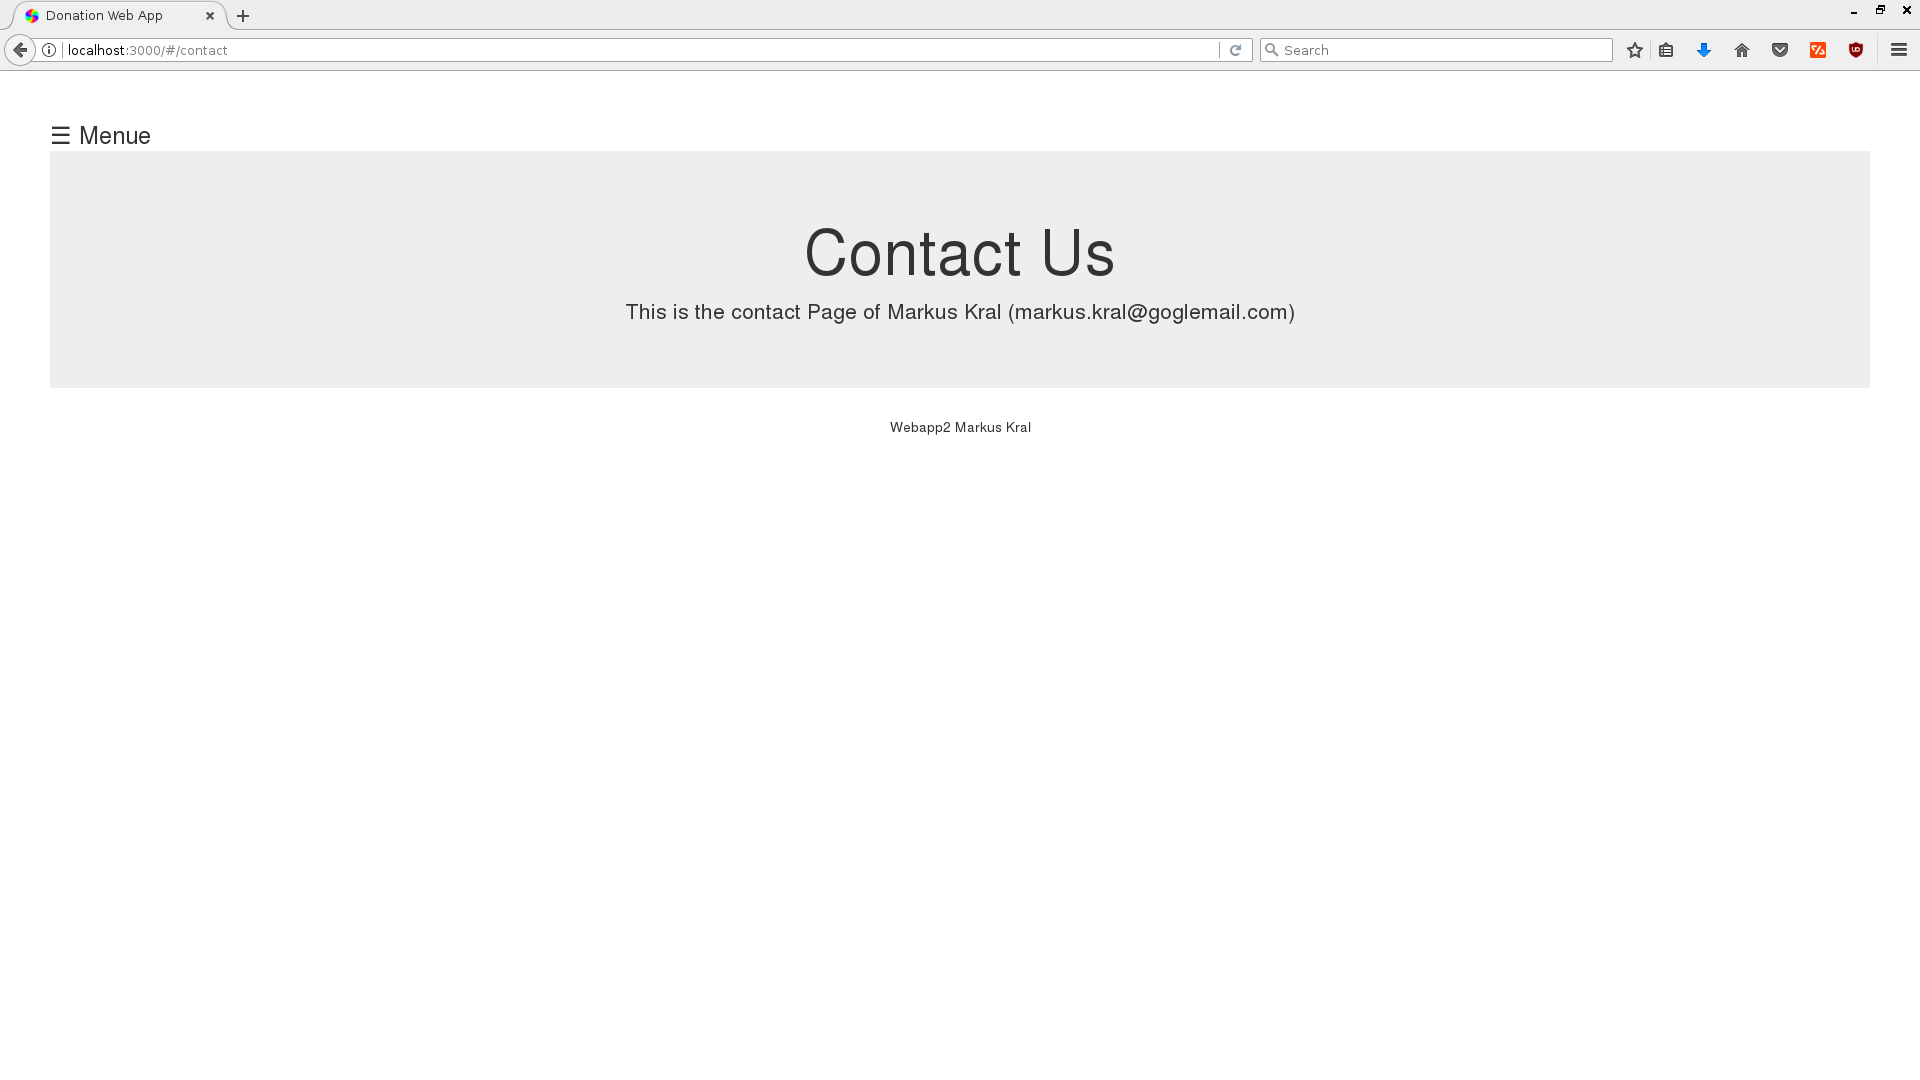 Donation Web App
localhost:3000/#/contact
Search
☰ Menue
Contact Us
This is the contact Page of Markus Kral (markus.kral@goglemail.com)
Webapp2 Markus Kral